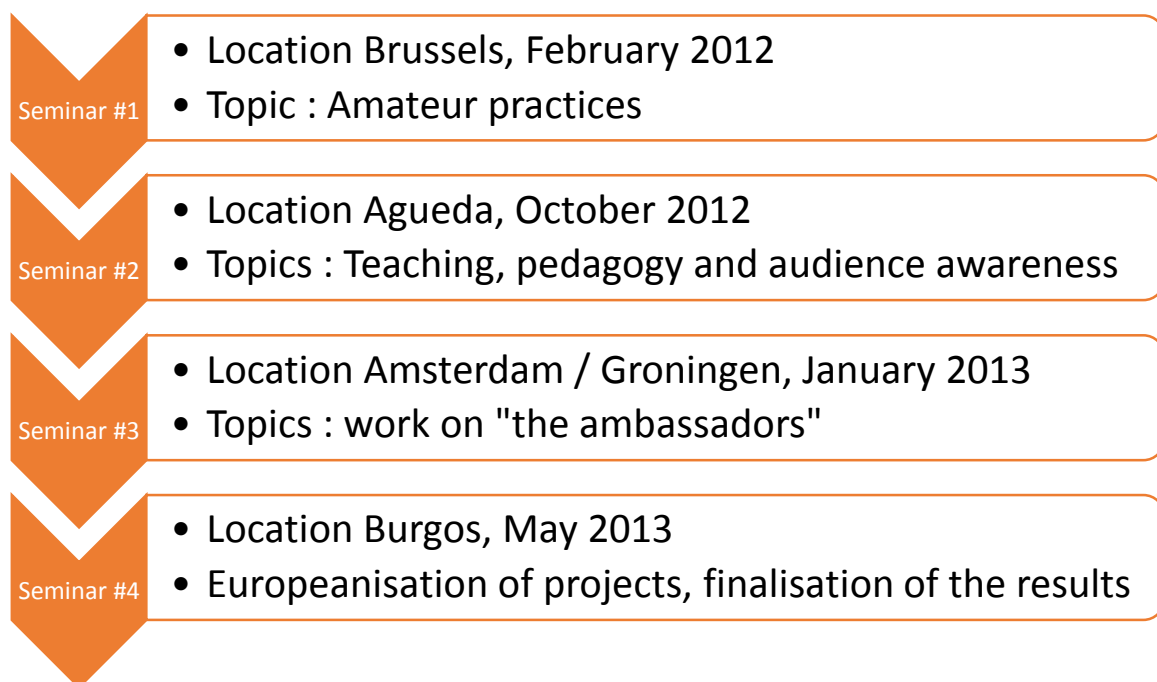 Seminar #1
• Location Brussels, February 2012
• Topic : Amateur practices
Seminar #2
• Location Agueda, October 2012
• Topics : Teaching, pedagogy and audience awareness
Seminar #3
• Location Amsterdam / Groningen, January 2013
• Topics : work on "the ambassadors"
Seminar #4
• Location Burgos, May 2013
• Europeanisation of projects, finalisation of the results